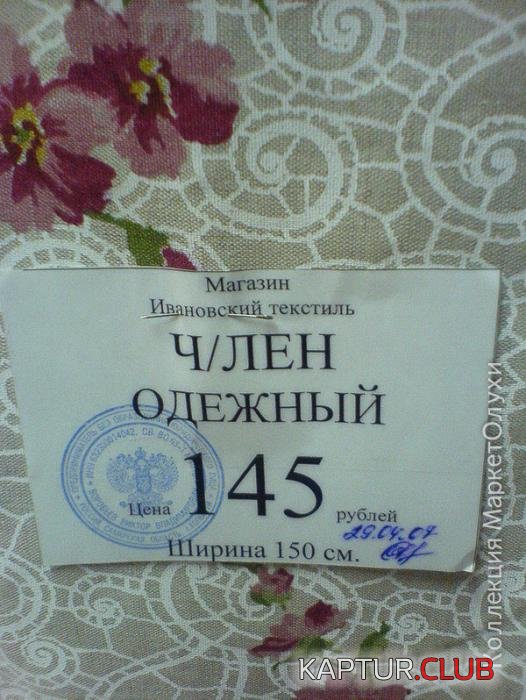 Магазин
Ивановский текстиль
Ч/ЛЕН
ОДЕЖНЫЙ
Цена 145 рублей
29.04.07
Ширина 150 см.
Коллекция МаркетОлухи
KAPTUR.CLUB